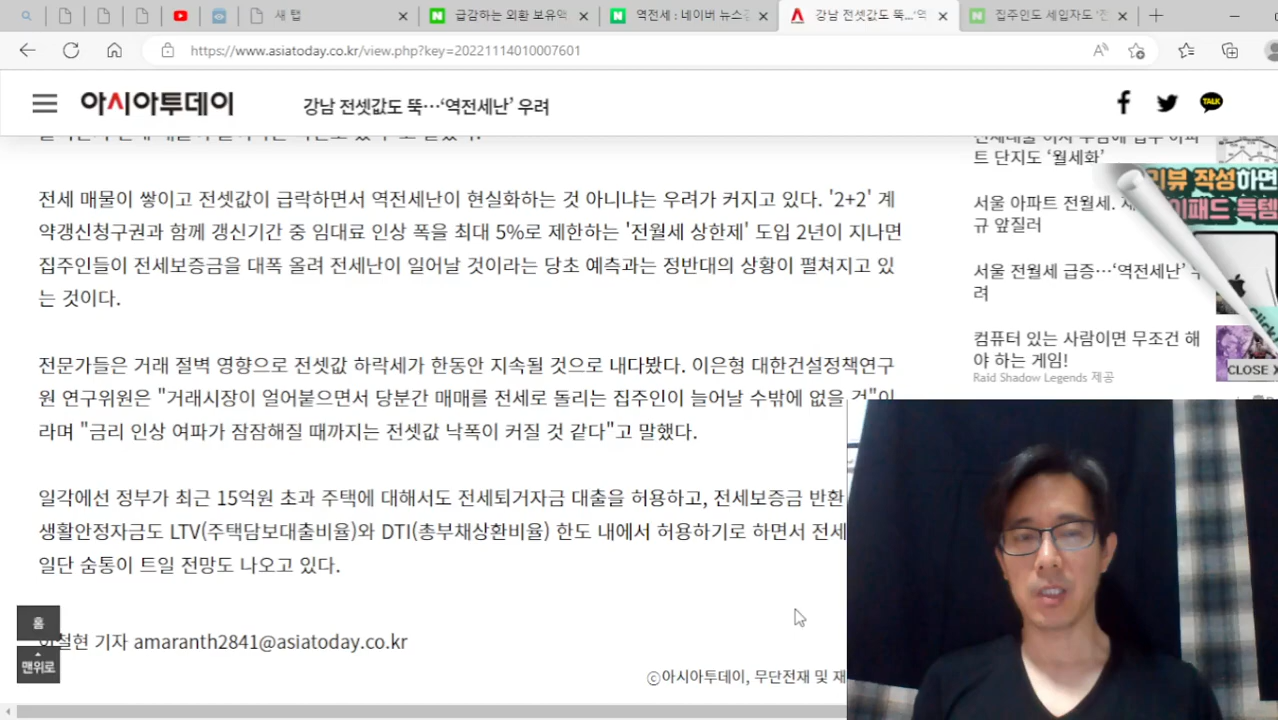 새 탭
급감하는 외환 보유액
역전세 : 네이버 뉴스검
강남 전셋값도 뚝…'역
집주인도 세입자도 '전
https://www.asiatoday.co.kr/view.php?key=20221114010007601
아시아투데이
강남 전셋값도 뚝…'역전세난' 우려
TALK
전세 매물이 쌓이고 전셋값이 급락하면서 역전세난이 현실화하는 것 아니냐는 우려가 커지고 있다. '2+2' 계
약갱신청구권과 함께 갱신기간 중 임대료 인상 폭을 최대 5%로 제한하는 '전월세 상한제' 도입 2년이 지나면
집주인들이 전세보증금을 대폭 올려 전세난이 일어날 것이라는 당초 예측과는 정반대의 상황이 펼쳐지고 있
는 것이다.
전문가들은 거래 절벽 영향으로 전셋값 하락세가 한동안 지속될 것으로 내다봤다. 이은형 대한건설정책연구
원 연구위원은 "거래시장이 얼어붙으면서 당분간 매매를 전세로 돌리는 집주인이 늘어날 수밖에 없을 것"이
라며 "금리 인상 여파가 잠잠해질 때까지는 전셋값 낙폭이 커질 것 같다"고 말했다.
일각에선 정부가 최근 15억원 초과 주택에 대해서도 전세퇴거자금 대출을 허용하고, 전세보증금 반환
생활안정자금도 LTV(주택담보대출비율)와 DTI(총부채상환비율) 한도 내에서 허용하기로 하면서 전세
일단 숨통이 트일 전망도 나오고 있다.
이철현 기자 amaranth2841@asiatoday.co.kr
ⓒ아시아투데이, 무단전재 및 재
홈
맨위로
트 단지도 '월세화'
서울 아파트 전월세,
규 앞질러
서울 전월세 급증…'역전세난' 우
려
컴퓨터 있는 사람이면 무조건 해
야 하는 게임!
Raid Shadow Legends 제공
리뷰 작성하면
이패드 득템
Click
CLOSE X